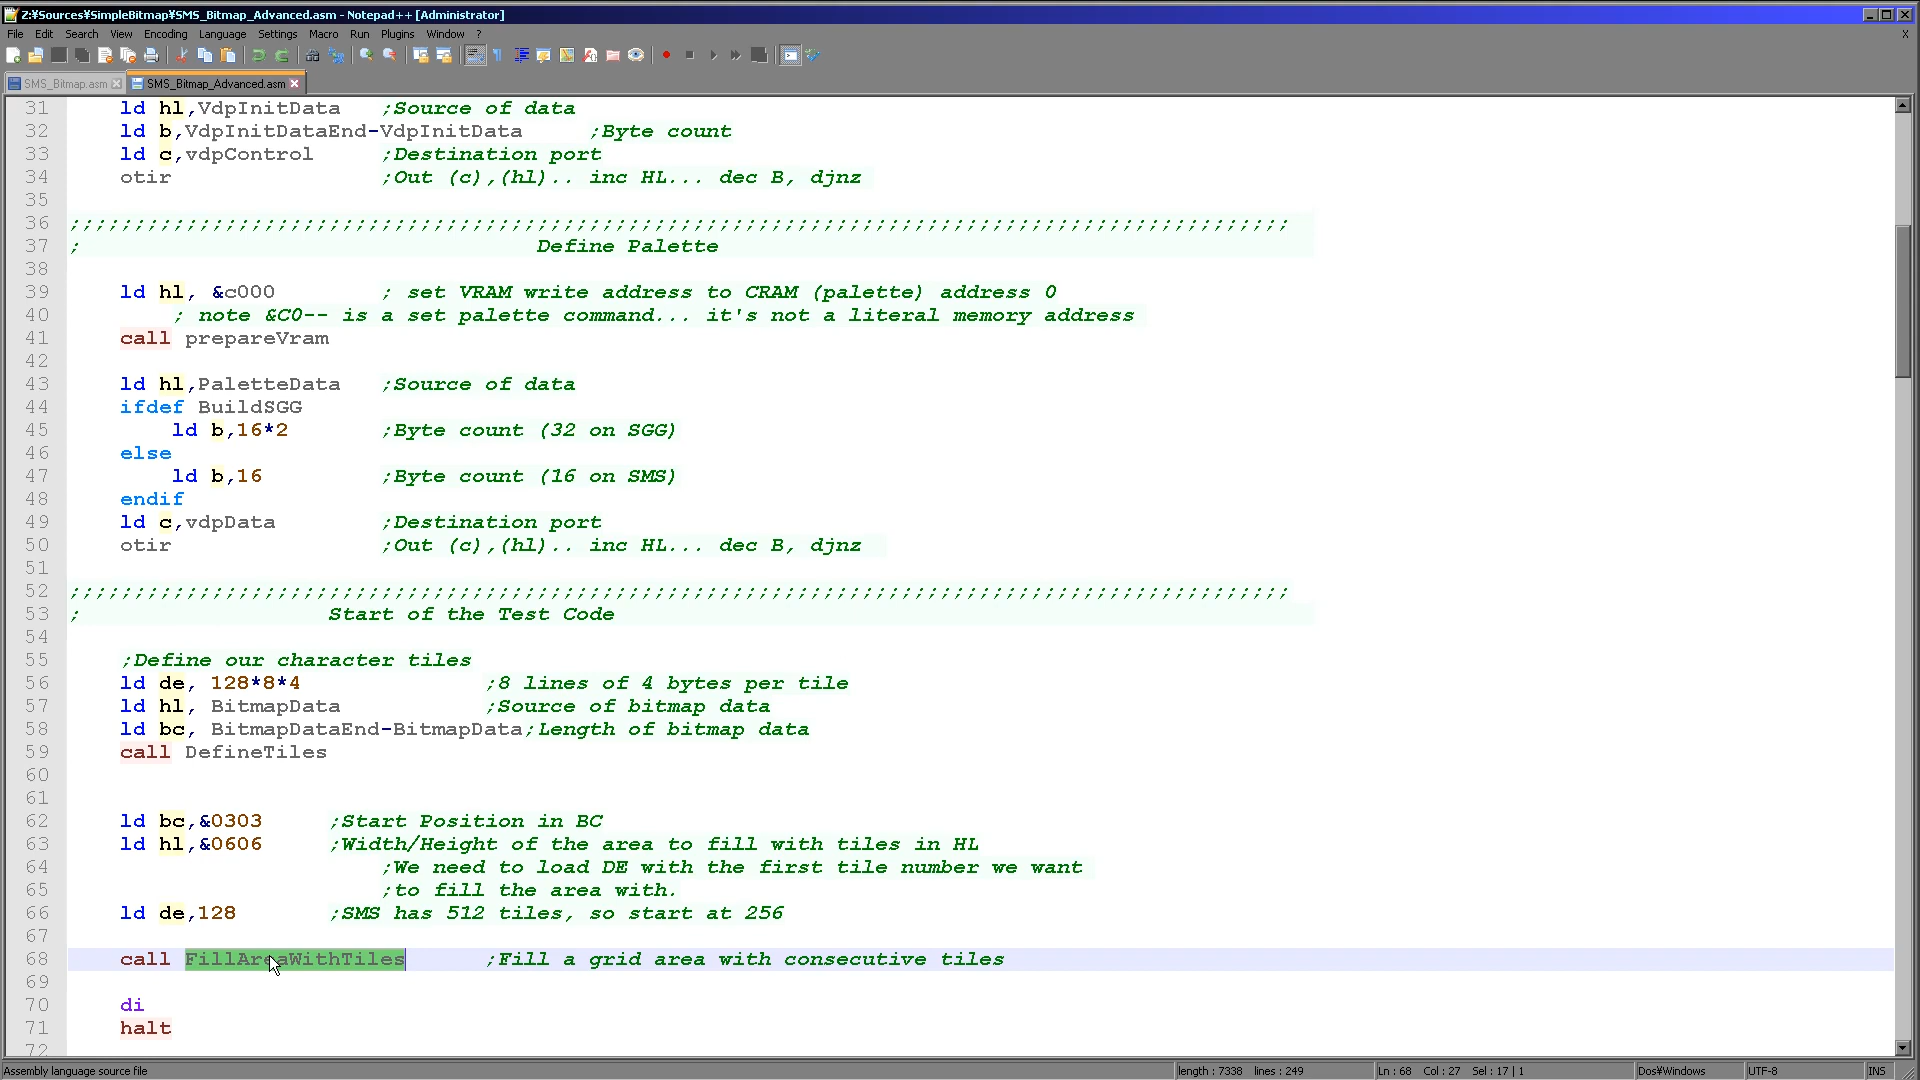 Z:¥Sources¥SimpleBitmap¥SMS_Bitmap_Advanced.asm - Notepad++ [Administrator]
File Edit Search View Encoding Language Settings Macro Run Plugins Window ? X
SMS_Bitmap.asm SMS_Bitmap_Advanced.asm
31 ld hl,VdpInitData ;Source of data
32 ld b,VdpInitDataEnd-VdpInitData ;Byte count
33 ld c,vdpControl ;Destination port
34 otir ;Out (c),(hl).. inc HL... dec B, djnz
35
36 ;;;;;;;;;;;;;;;;;;;;;;;;;;;;;;;;;;;;;;;;;;;;;;;;;;;;;;;;;;;;;;;;;;;;;;;;;;;;;;;;;;;;;;;;;;;;;;
37 ; Define Palette
38
39 ld hl, &c000 ; set VRAM write address to CRAM (palette) address 0
40 ; note &C0-- is a set palette command... it's not a literal memory address
41 call prepareVram
42
43 ld hl,PaletteData ;Source of data
44 ifdef BuildSGG
45 ld b,16*2 ;Byte count (32 on SGG)
46 else
47 ld b,16 ;Byte count (16 on SMS)
48 endif
49 ld c,vdpData ;Destination port
50 otir ;Out (c),(hl).. inc HL... dec B, djnz
51
52 ;;;;;;;;;;;;;;;;;;;;;;;;;;;;;;;;;;;;;;;;;;;;;;;;;;;;;;;;;;;;;;;;;;;;;;;;;;;;;;;;;;;;;;;;;;;;;;
53 ; Start of the Test Code
54
55 ;Define our character tiles
56 ld de, 128*8*4 ;8 lines of 4 bytes per tile
57 ld hl, BitmapData ;Source of bitmap data
58 ld bc, BitmapDataEnd-BitmapData;Length of bitmap data
59 call DefineTiles
60
61
62 ld bc,&0303 ;Start Position in BC
63 ld hl,&0606 ;Width/Height of the area to fill with tiles in HL
64 ;We need to load DE with the first tile number we want
65 ;to fill the area with.
66 ld de,128 ;SMS has 512 tiles, so start at 256
67
68 call FillAreaWithTiles ;Fill a grid area with consecutive tiles
69
70 di
71 halt
72
Assembly language source file length : 7338 lines : 249 Ln : 68 Col : 27 Sel : 17 | 1 Dos¥Windows UTF-8 INS